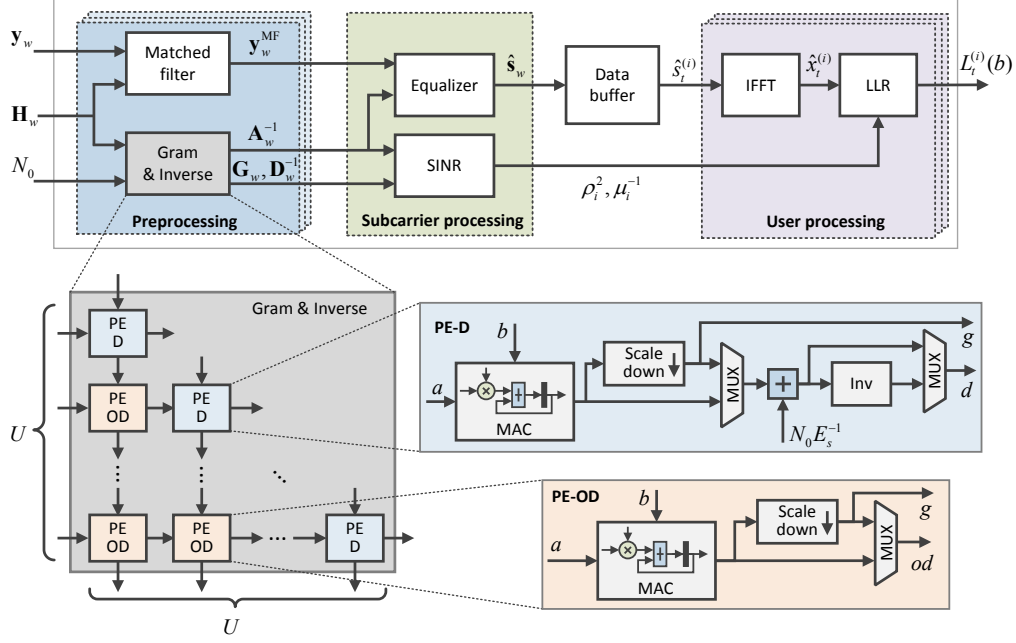 y_w
H_w
N_0
Matched
filter
y_w^MF
Gram
& Inverse
A_w^-1
G_w, D_w^-1
Preprocessing
Equalizer
SINR
ŝ_w
Subcarrier processing
Data
buffer
ŝ_t^(i)
ρ_i^2, μ_i^-1
IFFT
x̂_t^(i)
LLR
L_t^(i)(b)
User processing
Gram & Inverse
U
PE
D
PE
OD
PE
D
PE
OD
PE
OD
PE
D
U
PE-D
a
b
MAC
Scale
down
MUX
N_0E_s^-1
Inv
MUX
g
d
PE-OD
a
b
MAC
Scale
down
MUX
g
od